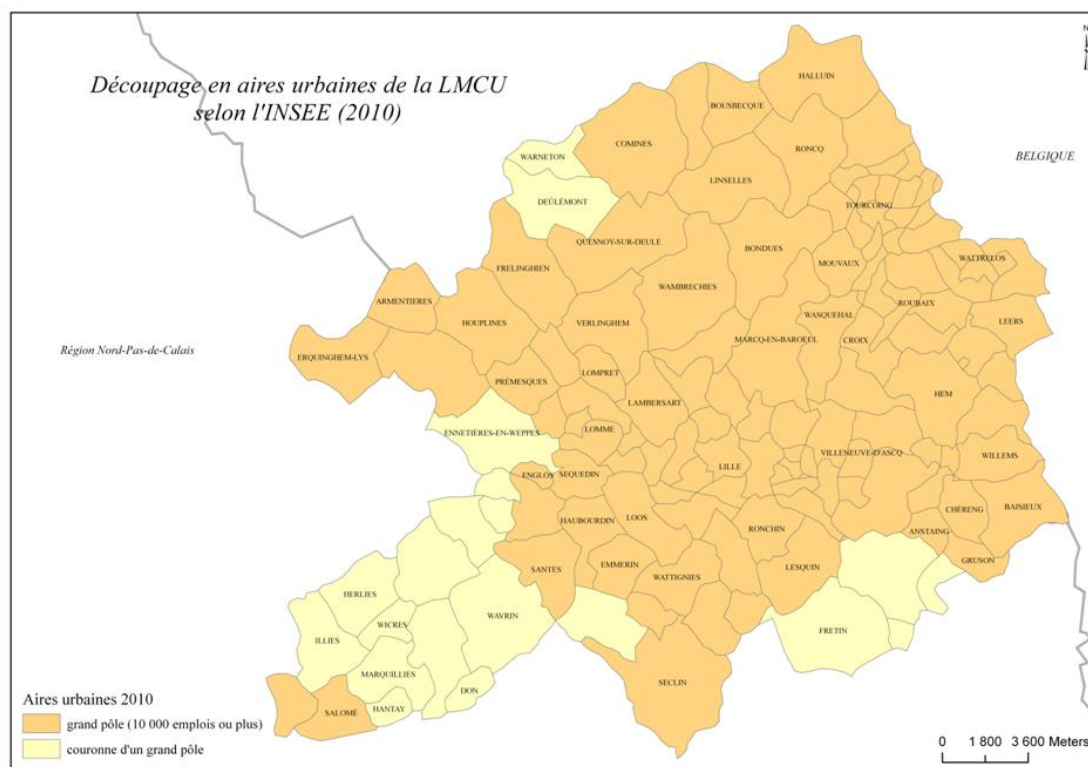 Découpage en aires urbaines de la LMCU
selon l'INSEE (2010)
N
BELGIQUE
Région Nord-Pas-de-Calais
HALLUIN
BOUSBECQUE
COMINES
RONCQ
WARNETON
LINSELLES
DEÛLÉMONT
TOURCOING
QUESNOY-SUR-DEULE
BONDUES
FRELINGHIEN
MOUVAUX
WATTRELOS
WAMBRECHIES
ARMENTIERES
ROUBAIX
HOUPLINES
VERLINGHEM
WASQUEHAL
LEERS
MARCQ-EN-BAROEUL
CROIX
ERQUINGHEM-LYS
LOMPRET
PRÉMESQUES
HEM
LAMBERSART
ENNETIÈRES-EN-WEPPES
LOMME
VILLENEUVE-D'ASCQ
WILLEMS
LILLE
ENGLOS
SEQUEDIN
BAISIEUX
CHÉRENG
HAUBOURDIN
LOOS
RONCHIN
ANSTAING
GRUSON
SANTES
EMMERIN
LESQUIN
WATTIGNIES
HERLIES
WAVRIN
WICRES
FRETIN
ILLIES
MARQUILLIES
SECLIN
DON
HANTAY
SALOMÉ
Aires urbaines 2010
grand pôle (10 000 emplois ou plus)
couronne d'un grand pôle
0 1 800 3 600 Meters